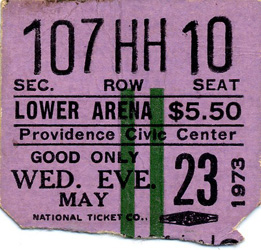 107 HH 10
SEC. ROW SEAT
LOWER ARENA $5.50
Providence Civic Center
GOOD ONLY
WED. EVE. 23 1973
MAY
NATIONAL TICKET CO..